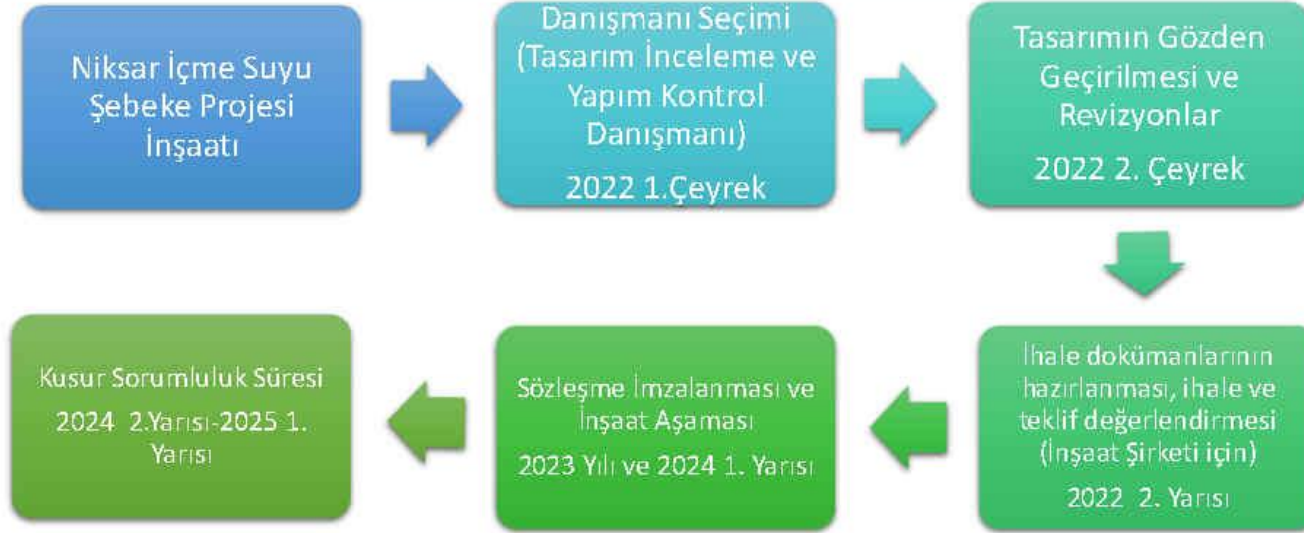 Niksar İçme Suyu
Şebeke Projesi
İnşaatı
Danışmanı Seçimi
(Tasarım İnceleme ve
Yapım Kontrol
Danışmanı)
2022 1.Çeyrek
Tasarımın Gözden
Geçirilmesi ve
Revizyonlar
2022 2. Çeyrek
İhale dokümanlarının
hazırlanması, ihale ve
teklif değerlendirmesi
(İnşaat Şirketi için)
2022 2. Yarısı
Sözleşme İmzalanması ve
İnşaat Aşaması
2023 Yılı ve 2024 1. Yarısı
Kusur Sorumluluk Süresi
2024 2.Yarısı-2025 1.
Yarısı